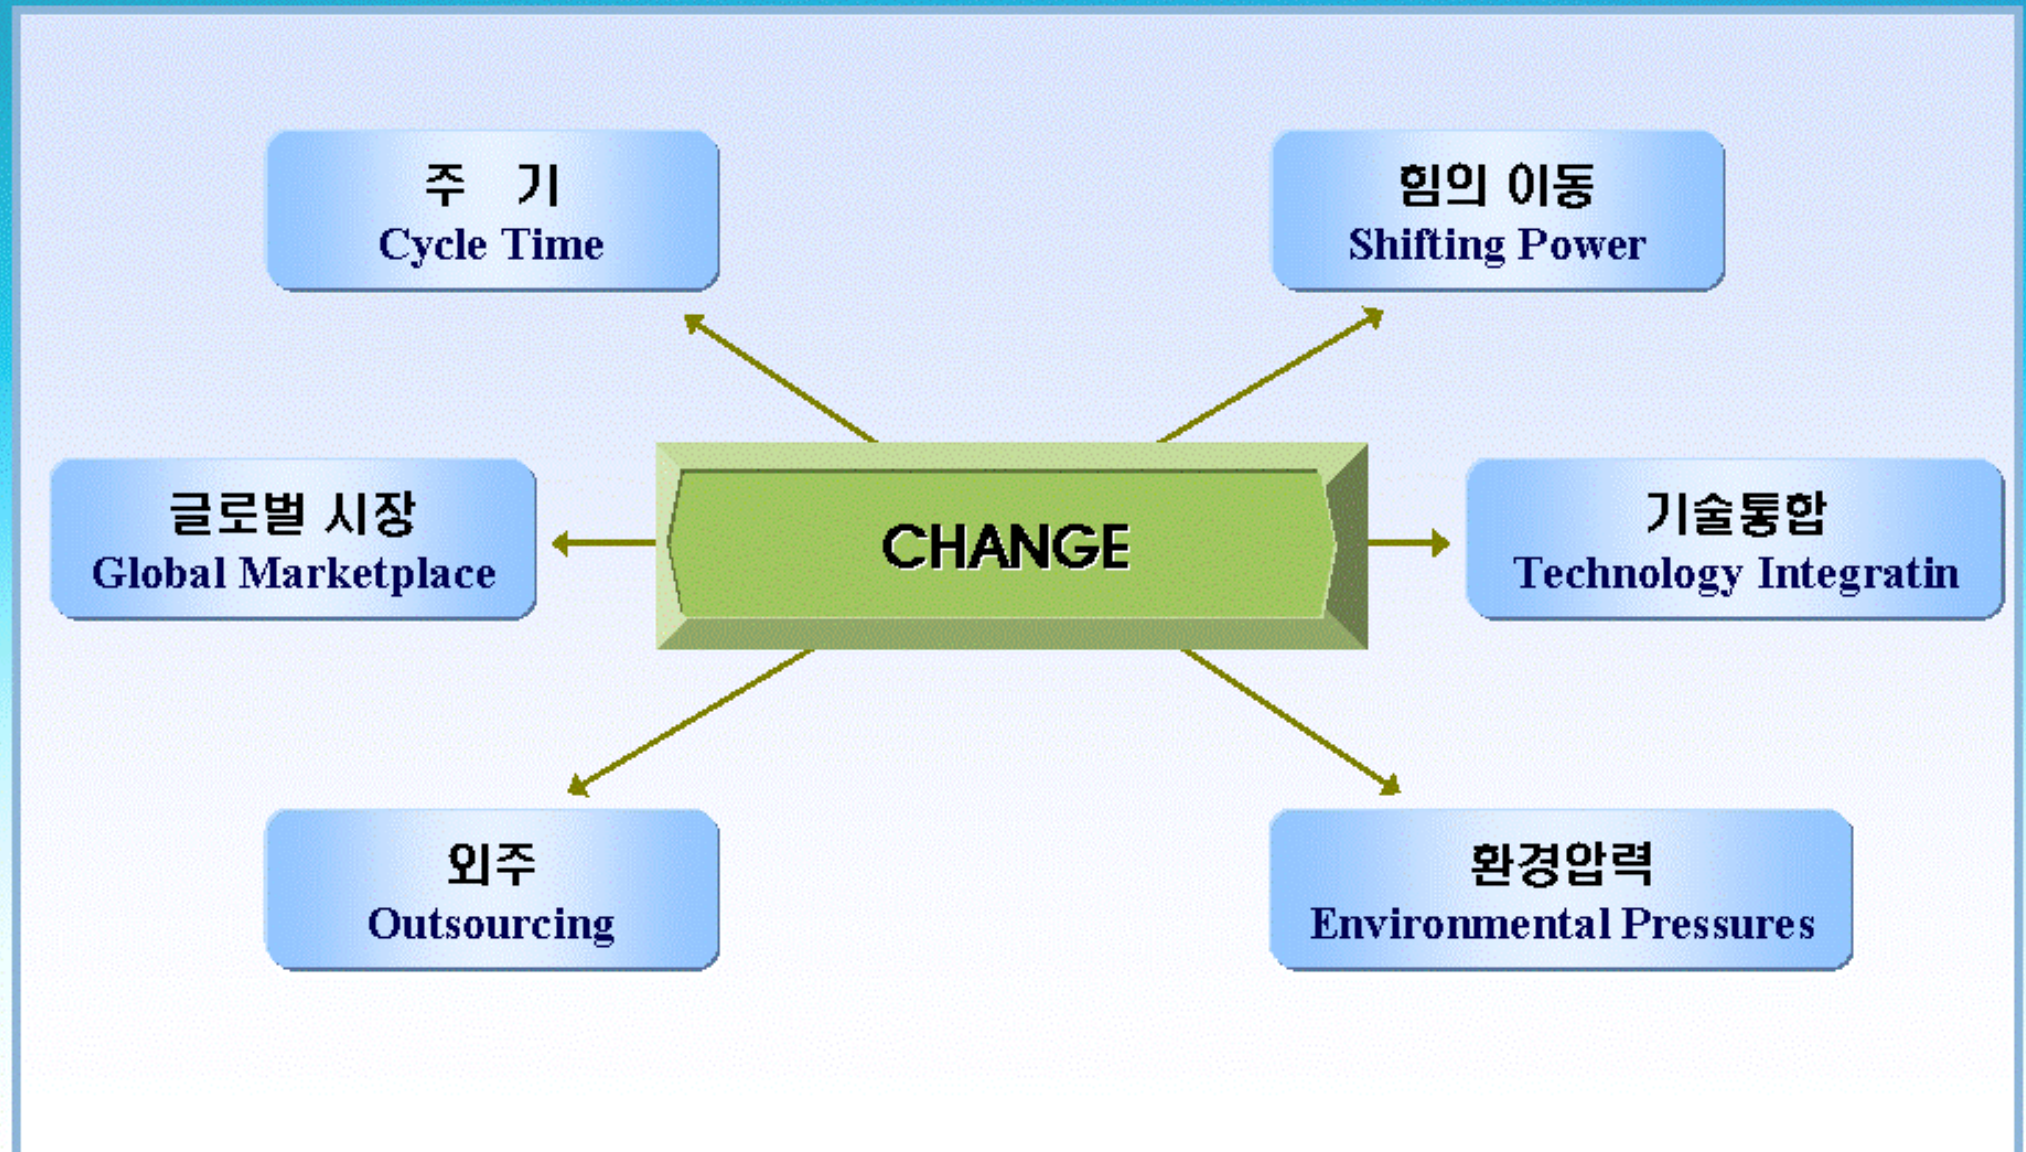 주 기
Cycle Time
힘의 이동
Shifting Power
글로벌 시장
Global Marketplace
CHANGE
기술통합
Technology Integratin
외주
Outsourcing
환경압력
Environmental Pressures